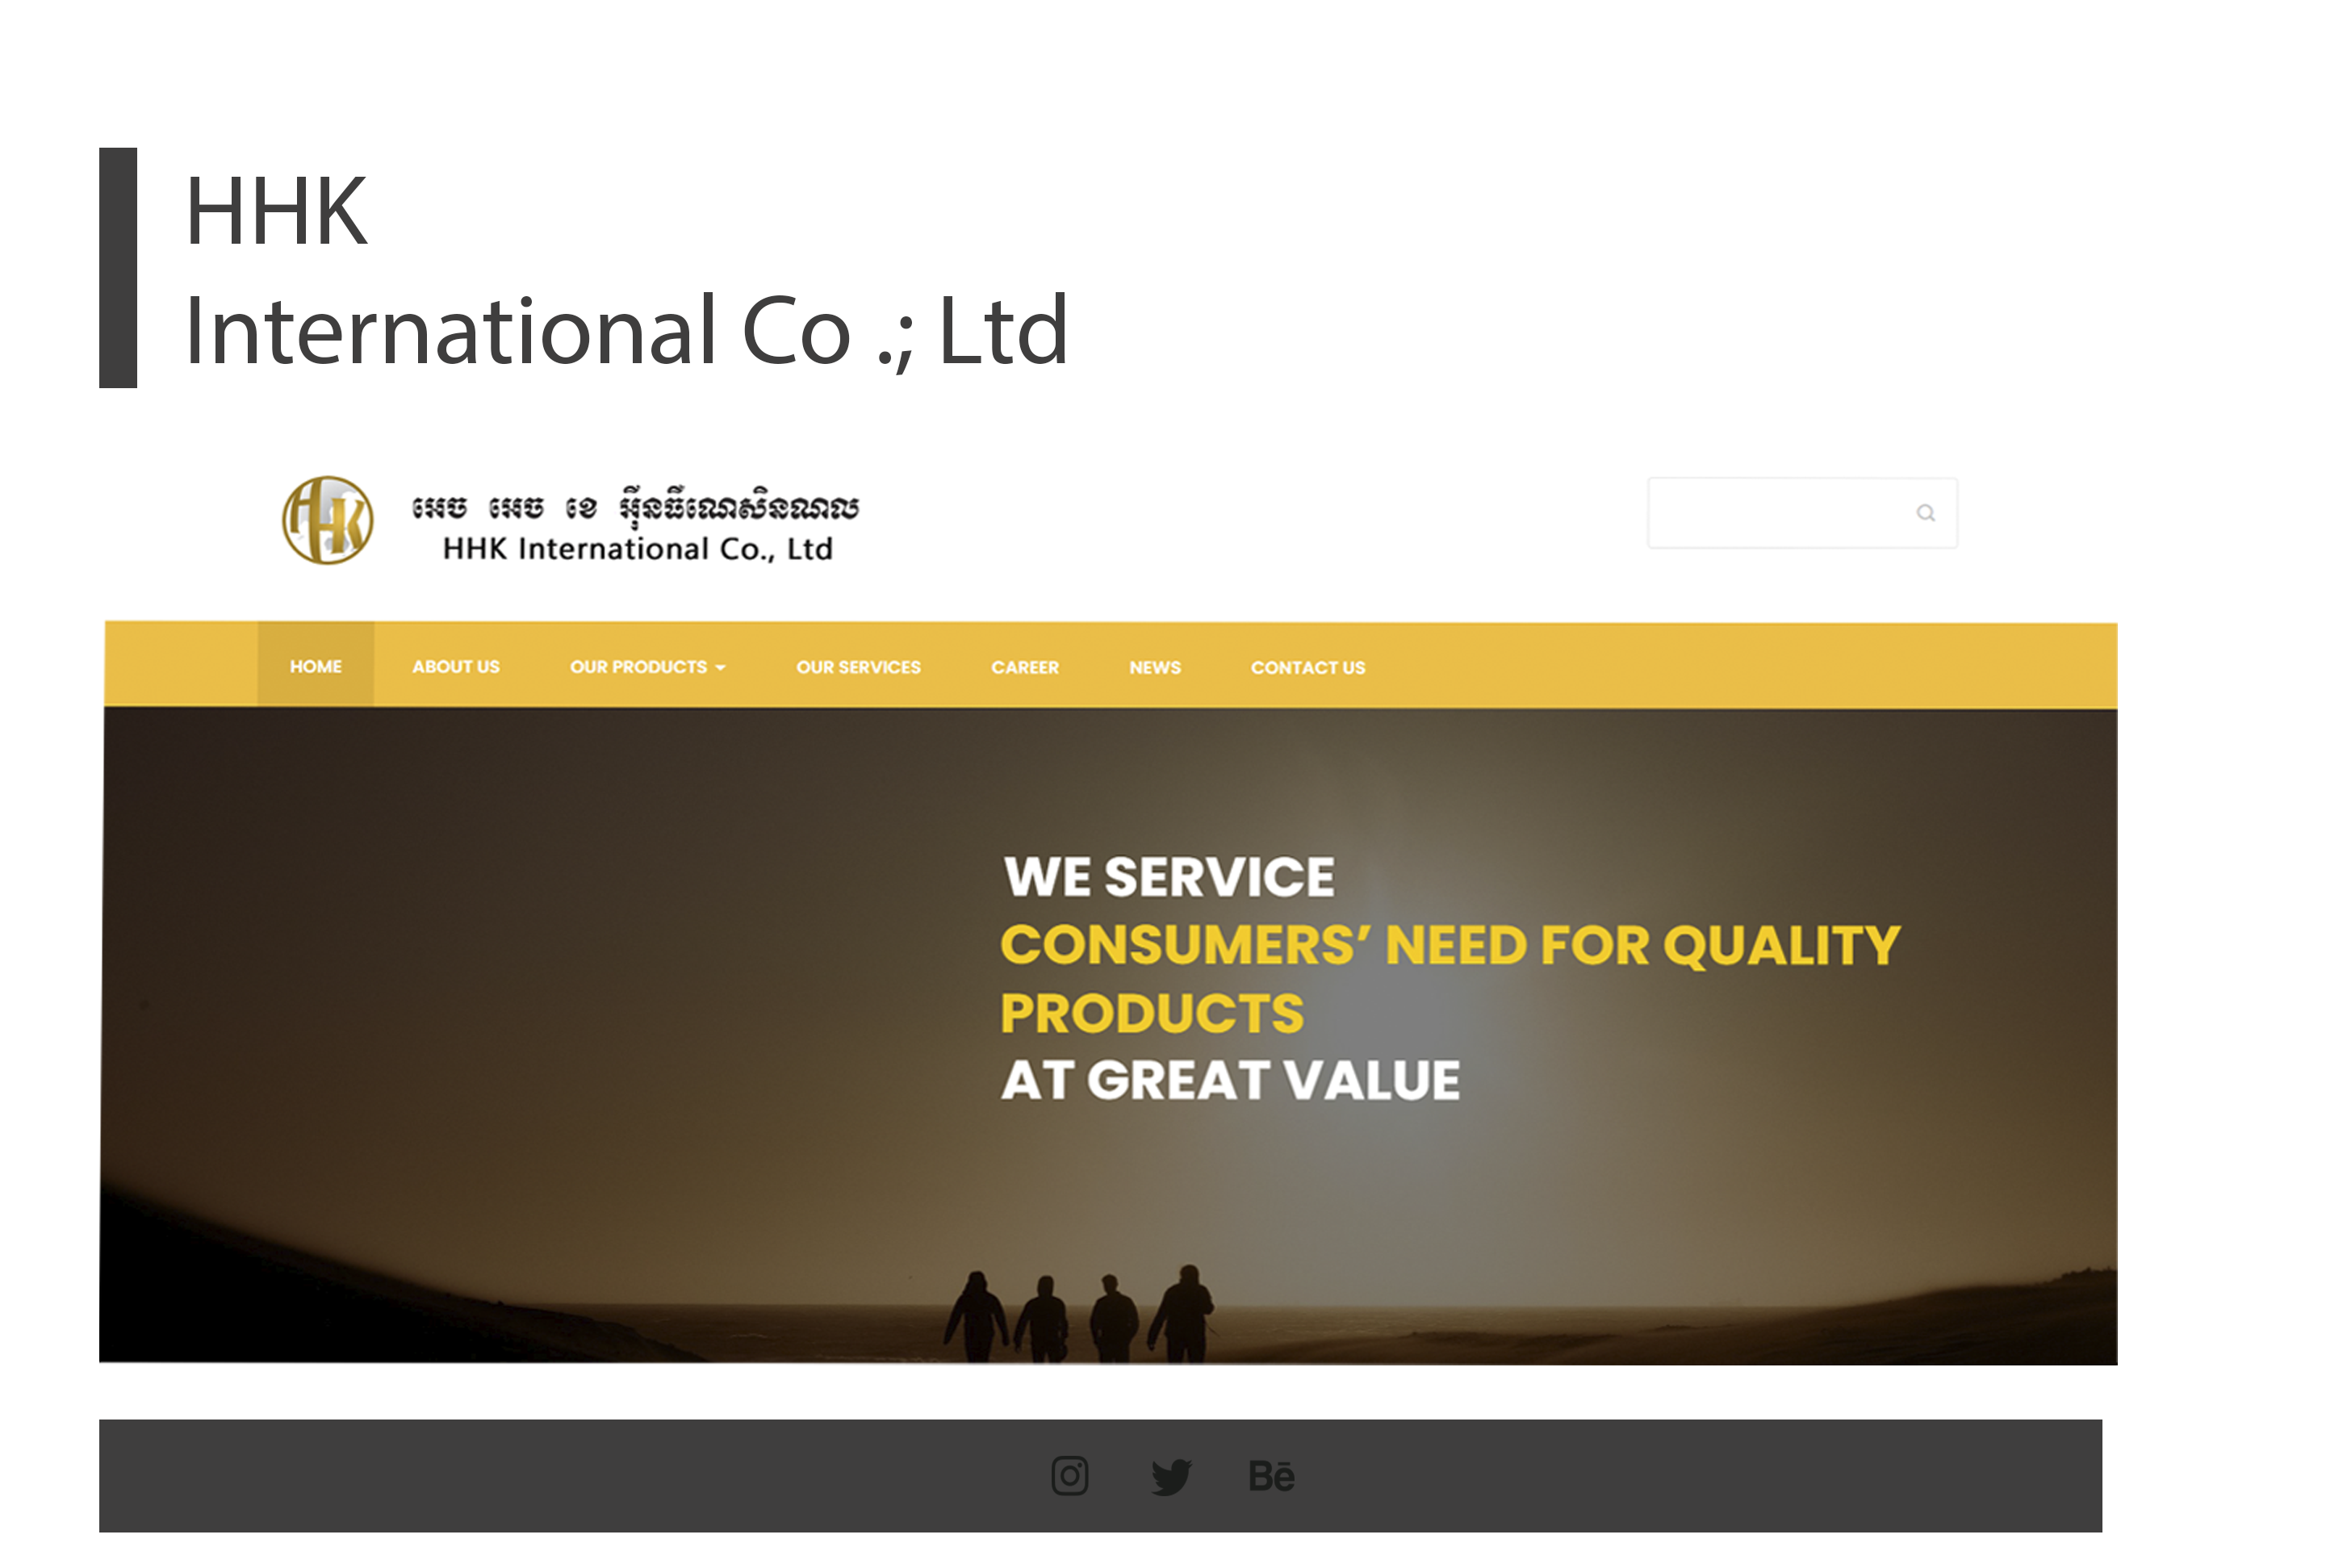 HHK
International Co .; Ltd
HHK
អេច អេច ខេ អ៊ីនធឺណេសិនណល
HHK International Co., Ltd
HOME
ABOUT US
OUR PRODUCTS
OUR SERVICES
CAREER
NEWS
CONTACT US
WE SERVICE
CONSUMERS’ NEED FOR QUALITY
PRODUCTS
AT GREAT VALUE
Bē